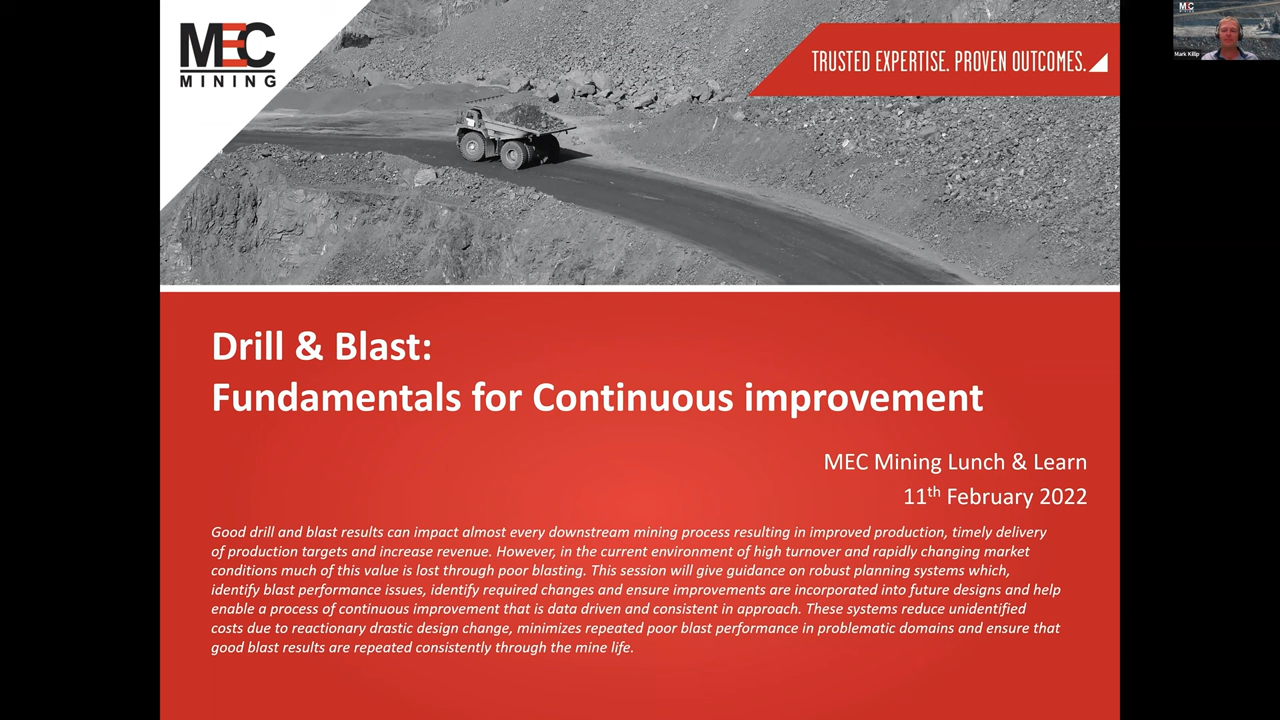 MEC
MINING
TRUSTED EXPERTISE. PROVEN OUTCOMES.
MEC
Mark Kilip
Drill & Blast:
Fundamentals for Continuous improvement
MEC Mining Lunch & Learn
11th February 2022
Good drill and blast results can impact almost every downstream mining process resulting in improved production, timely delivery
of production targets and increase revenue. However, in the current environment of high turnover and rapidly changing market
conditions much of this value is lost through poor blasting. This session will give guidance on robust planning systems which,
identify blast performance issues, identify required changes and ensure improvements are incorporated into future designs and help
enable a process of continuous improvement that is data driven and consistent in approach. These systems reduce unidentified
costs due to reactionary drastic design change, minimizes repeated poor blast performance in problematic domains and ensure that
good blast results are repeated consistently through the mine life.